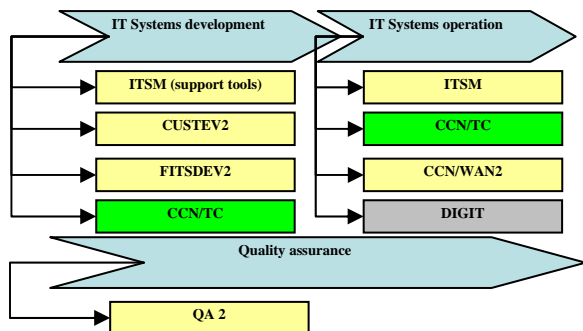 IT Systems development
IT Systems operation
ITSM (support tools)
ITSM
CUSTEV2
CCN/TC
FITSDEV2
CCN/WAN2
CCN/TC
DIGIT
Quality assurance
QA 2